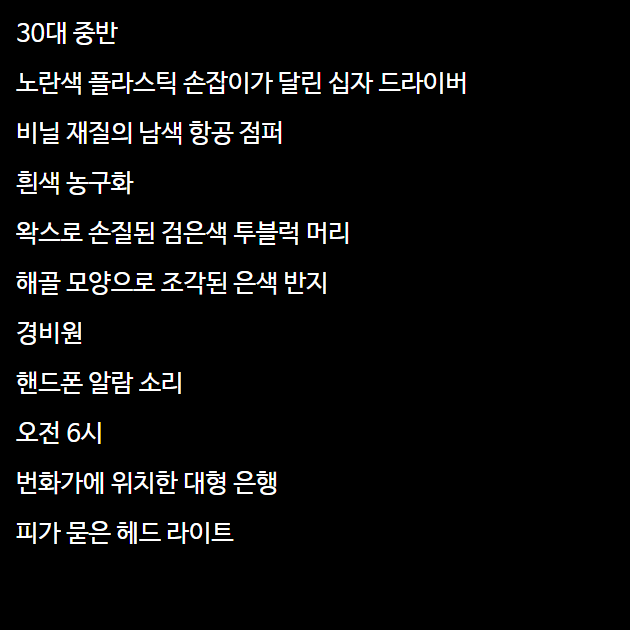 30대 중반
노란색 플라스틱 손잡이가 달린 십자 드라이버
비닐 재질의 남색 항공 점퍼
흰색 농구화
왁스로 손질된 검은색 투블럭 머리
해골 모양으로 조각된 은색 반지
경비원
핸드폰 알람 소리
오전 6시
번화가에 위치한 대형 은행
피가 묻은 헤드 라이트